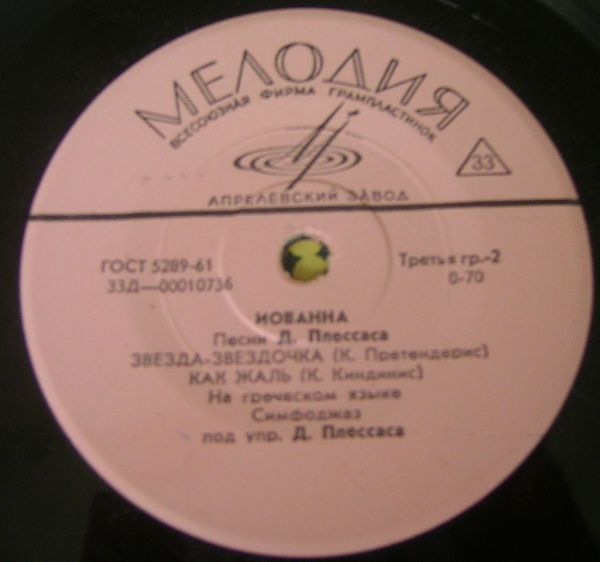 МЕЛОДИЯ
ВСЕСОЮЗНАЯ ФИРМА ГРАМПЛАСТИНОК
33
АПРЕЛЕВСКИЙ ЗАВОД
ГОСТ 5289-61
Третья гр.-2
33Д—00010736
0-70
ИОВАННА
Песни Д. Плессаса
ЗВЕЗДА-ЗВЕЗДОЧКА (К. Претендерис)
КАК ЖАЛЬ (К. Киндинис)
На греческом языке
Симфоджаз
под упр. Д. Плессаса